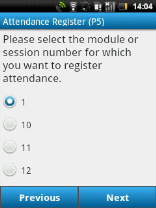 14:04
Attendance Register (P5)
Please select the module or
session number for which
you want to register
attendance.
1
10
11
12
Previous Next